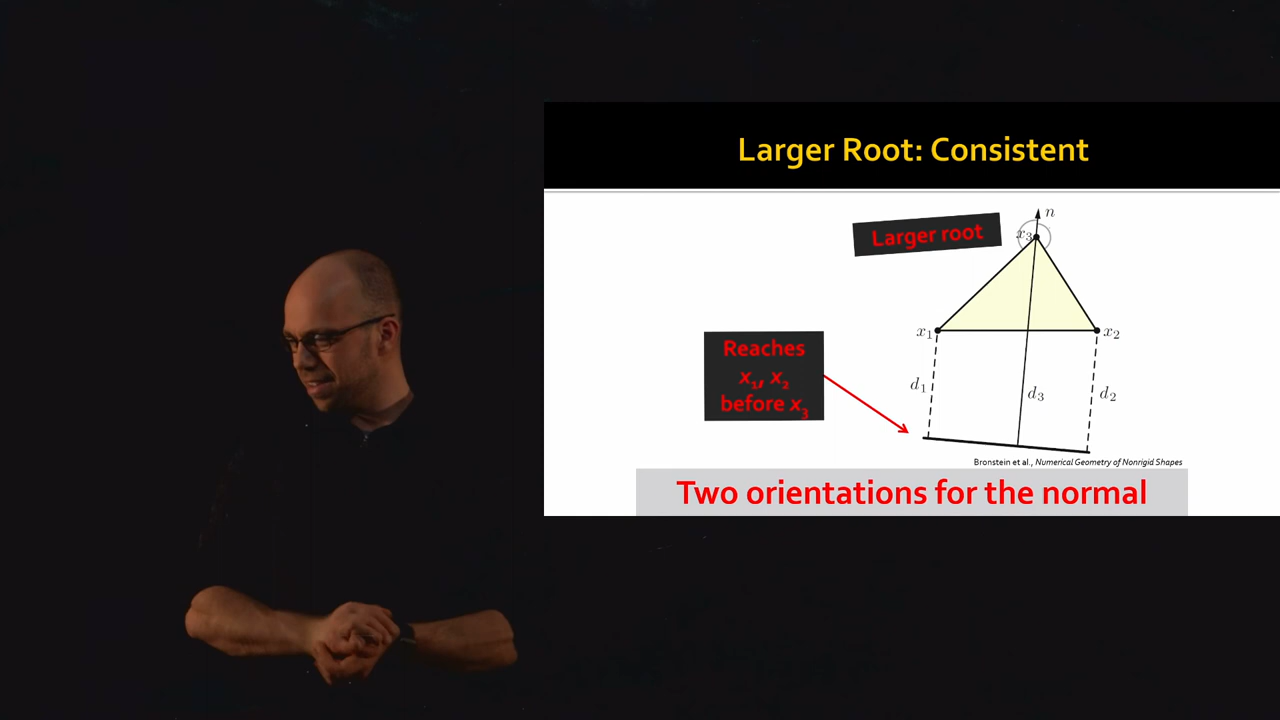 Larger Root: Consistent
Larger root
n
x₃
x₁
x₂
Reaches
x₁, x₂
before x₃
d₁
d₃
d₂
Bronstein et al., Numerical Geometry of Nonrigid Shapes
Two orientations for the normal